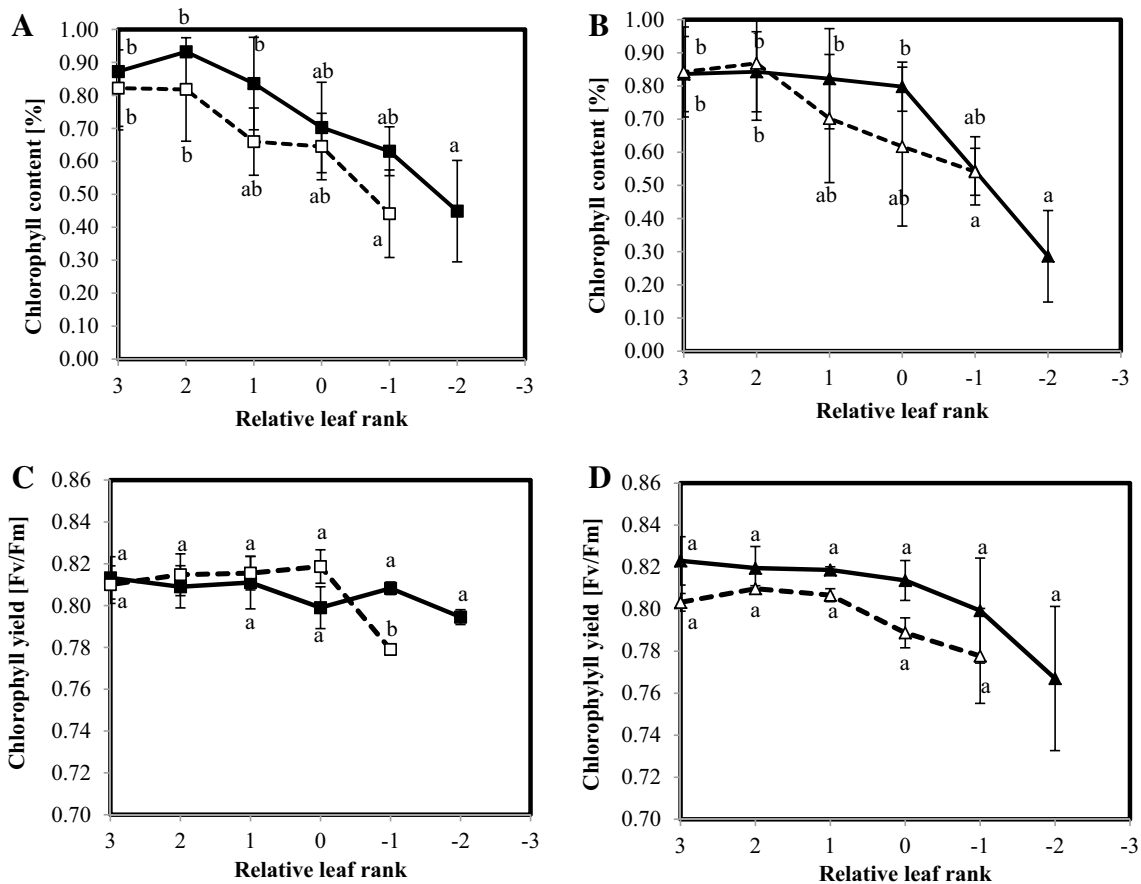 A
Chlorophyll content [%]
1.00
0.90
0.80
0.70
0.60
0.50
0.40
0.30
0.20
0.10
0.00
b b b ab ab a
b b ab ab a
3 2 1 0 -1 -2 -3
Relative leaf rank
B
Chlorophyll content [%]
1.00
0.90
0.80
0.70
0.60
0.50
0.40
0.30
0.20
0.10
0.00
b b b b ab a
b b ab ab a
3 2 1 0 -1 -2 -3
Relative leaf rank
C
Chlorophyll yield [Fv/Fm]
0.86
0.84
0.82
0.80
0.78
0.76
0.74
0.72
0.70
a a a a a a
a a a b
3 2 1 0 -1 -2 -3
Relative leaf rank
D
Chlorophylyll yield [Fv/Fm]
0.86
0.84
0.82
0.80
0.78
0.76
0.74
0.72
0.70
a a a a a a
a a a a a
3 2 1 0 -1 -2 -3
Relative leaf rank